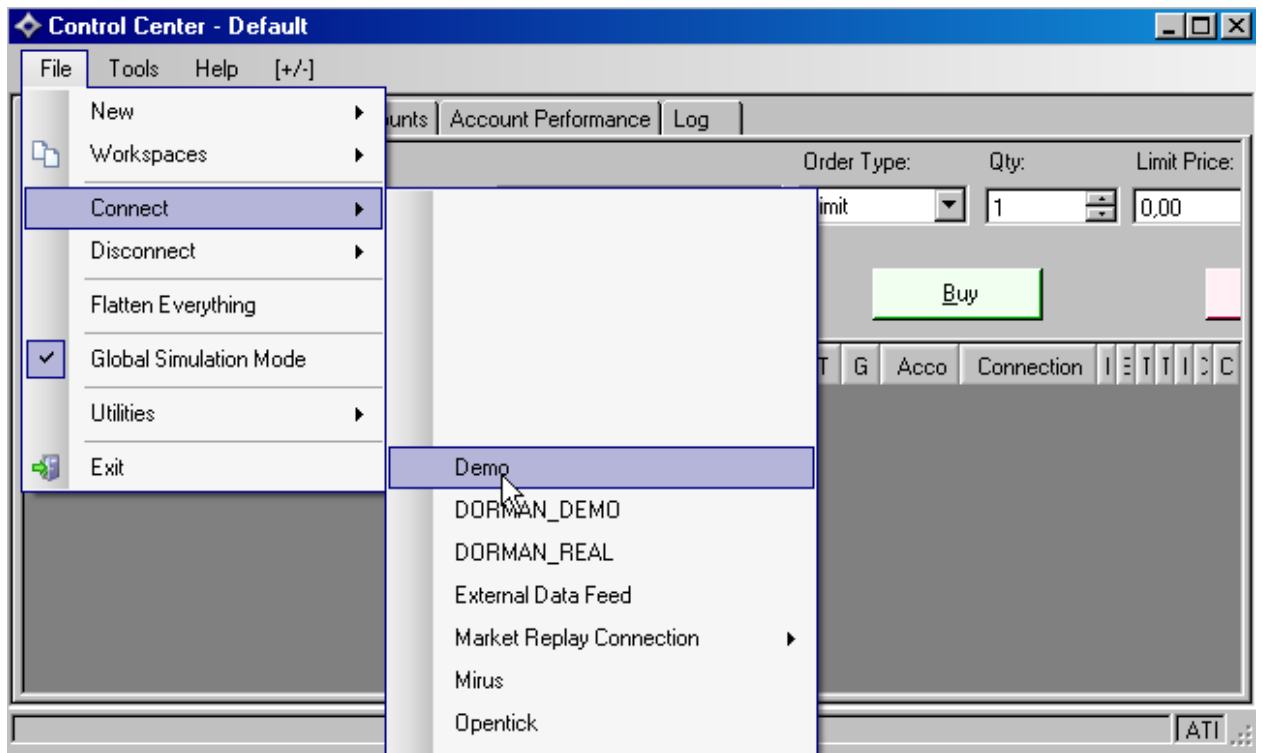 Control Center - Default
File Tools Help [+/-]
New
Workspaces
Connect
Disconnect
Flatten Everything
Global Simulation Mode
Utilities
Exit
unts Account Performance Log
Order Type: Qty: Limit Price:
imit 1 0,00
Buy
T G Acco Connection I E T T I C C
Demo
DORMAN_DEMO
DORMAN_REAL
External Data Feed
Market Replay Connection
Mirus
Opentick
ATI